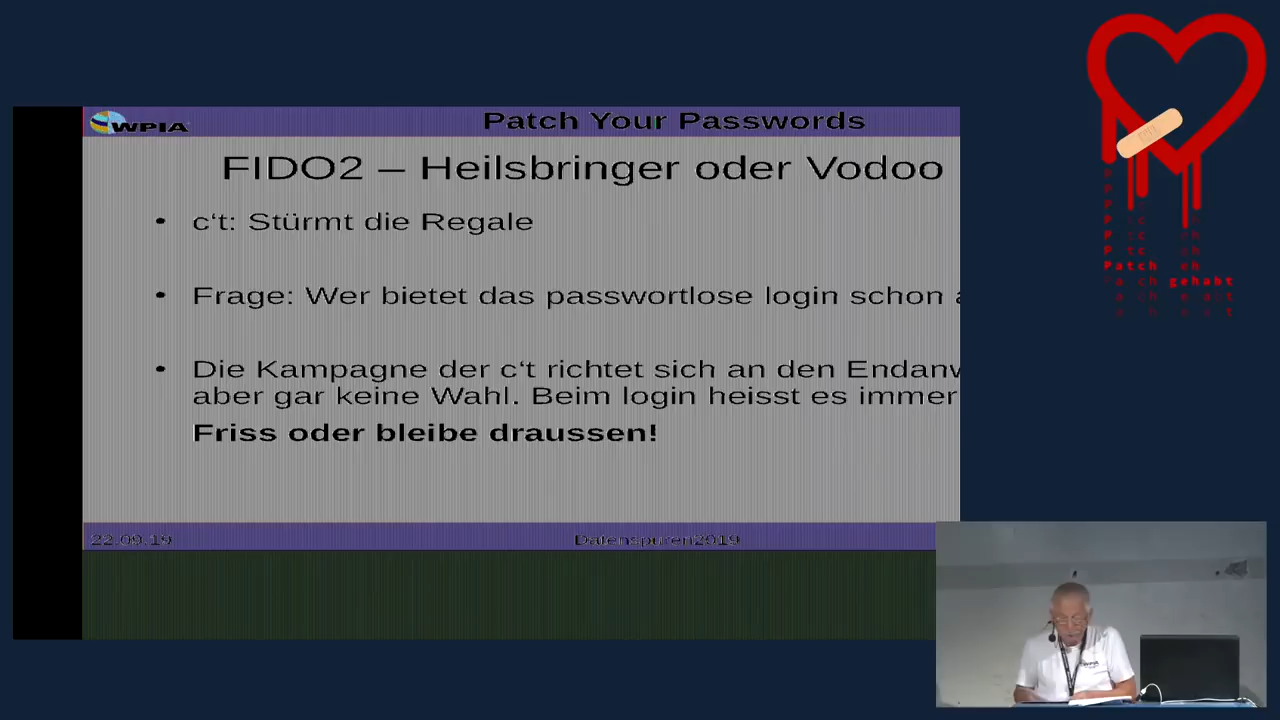 WPIA
Patch Your Passwords
FIDO2 – Heilsbringer oder Vodoo
• c‘t: Stürmt die Regale
• Frage: Wer bietet das passwortlose login schon
• Die Kampagne der c‘t richtet sich an den
aber gar keine Wahl. Beim login heisst es immer
Friss oder bleibe draussen!
22.09.19
Datenspuren2019
Patch
gehabt
WPIA